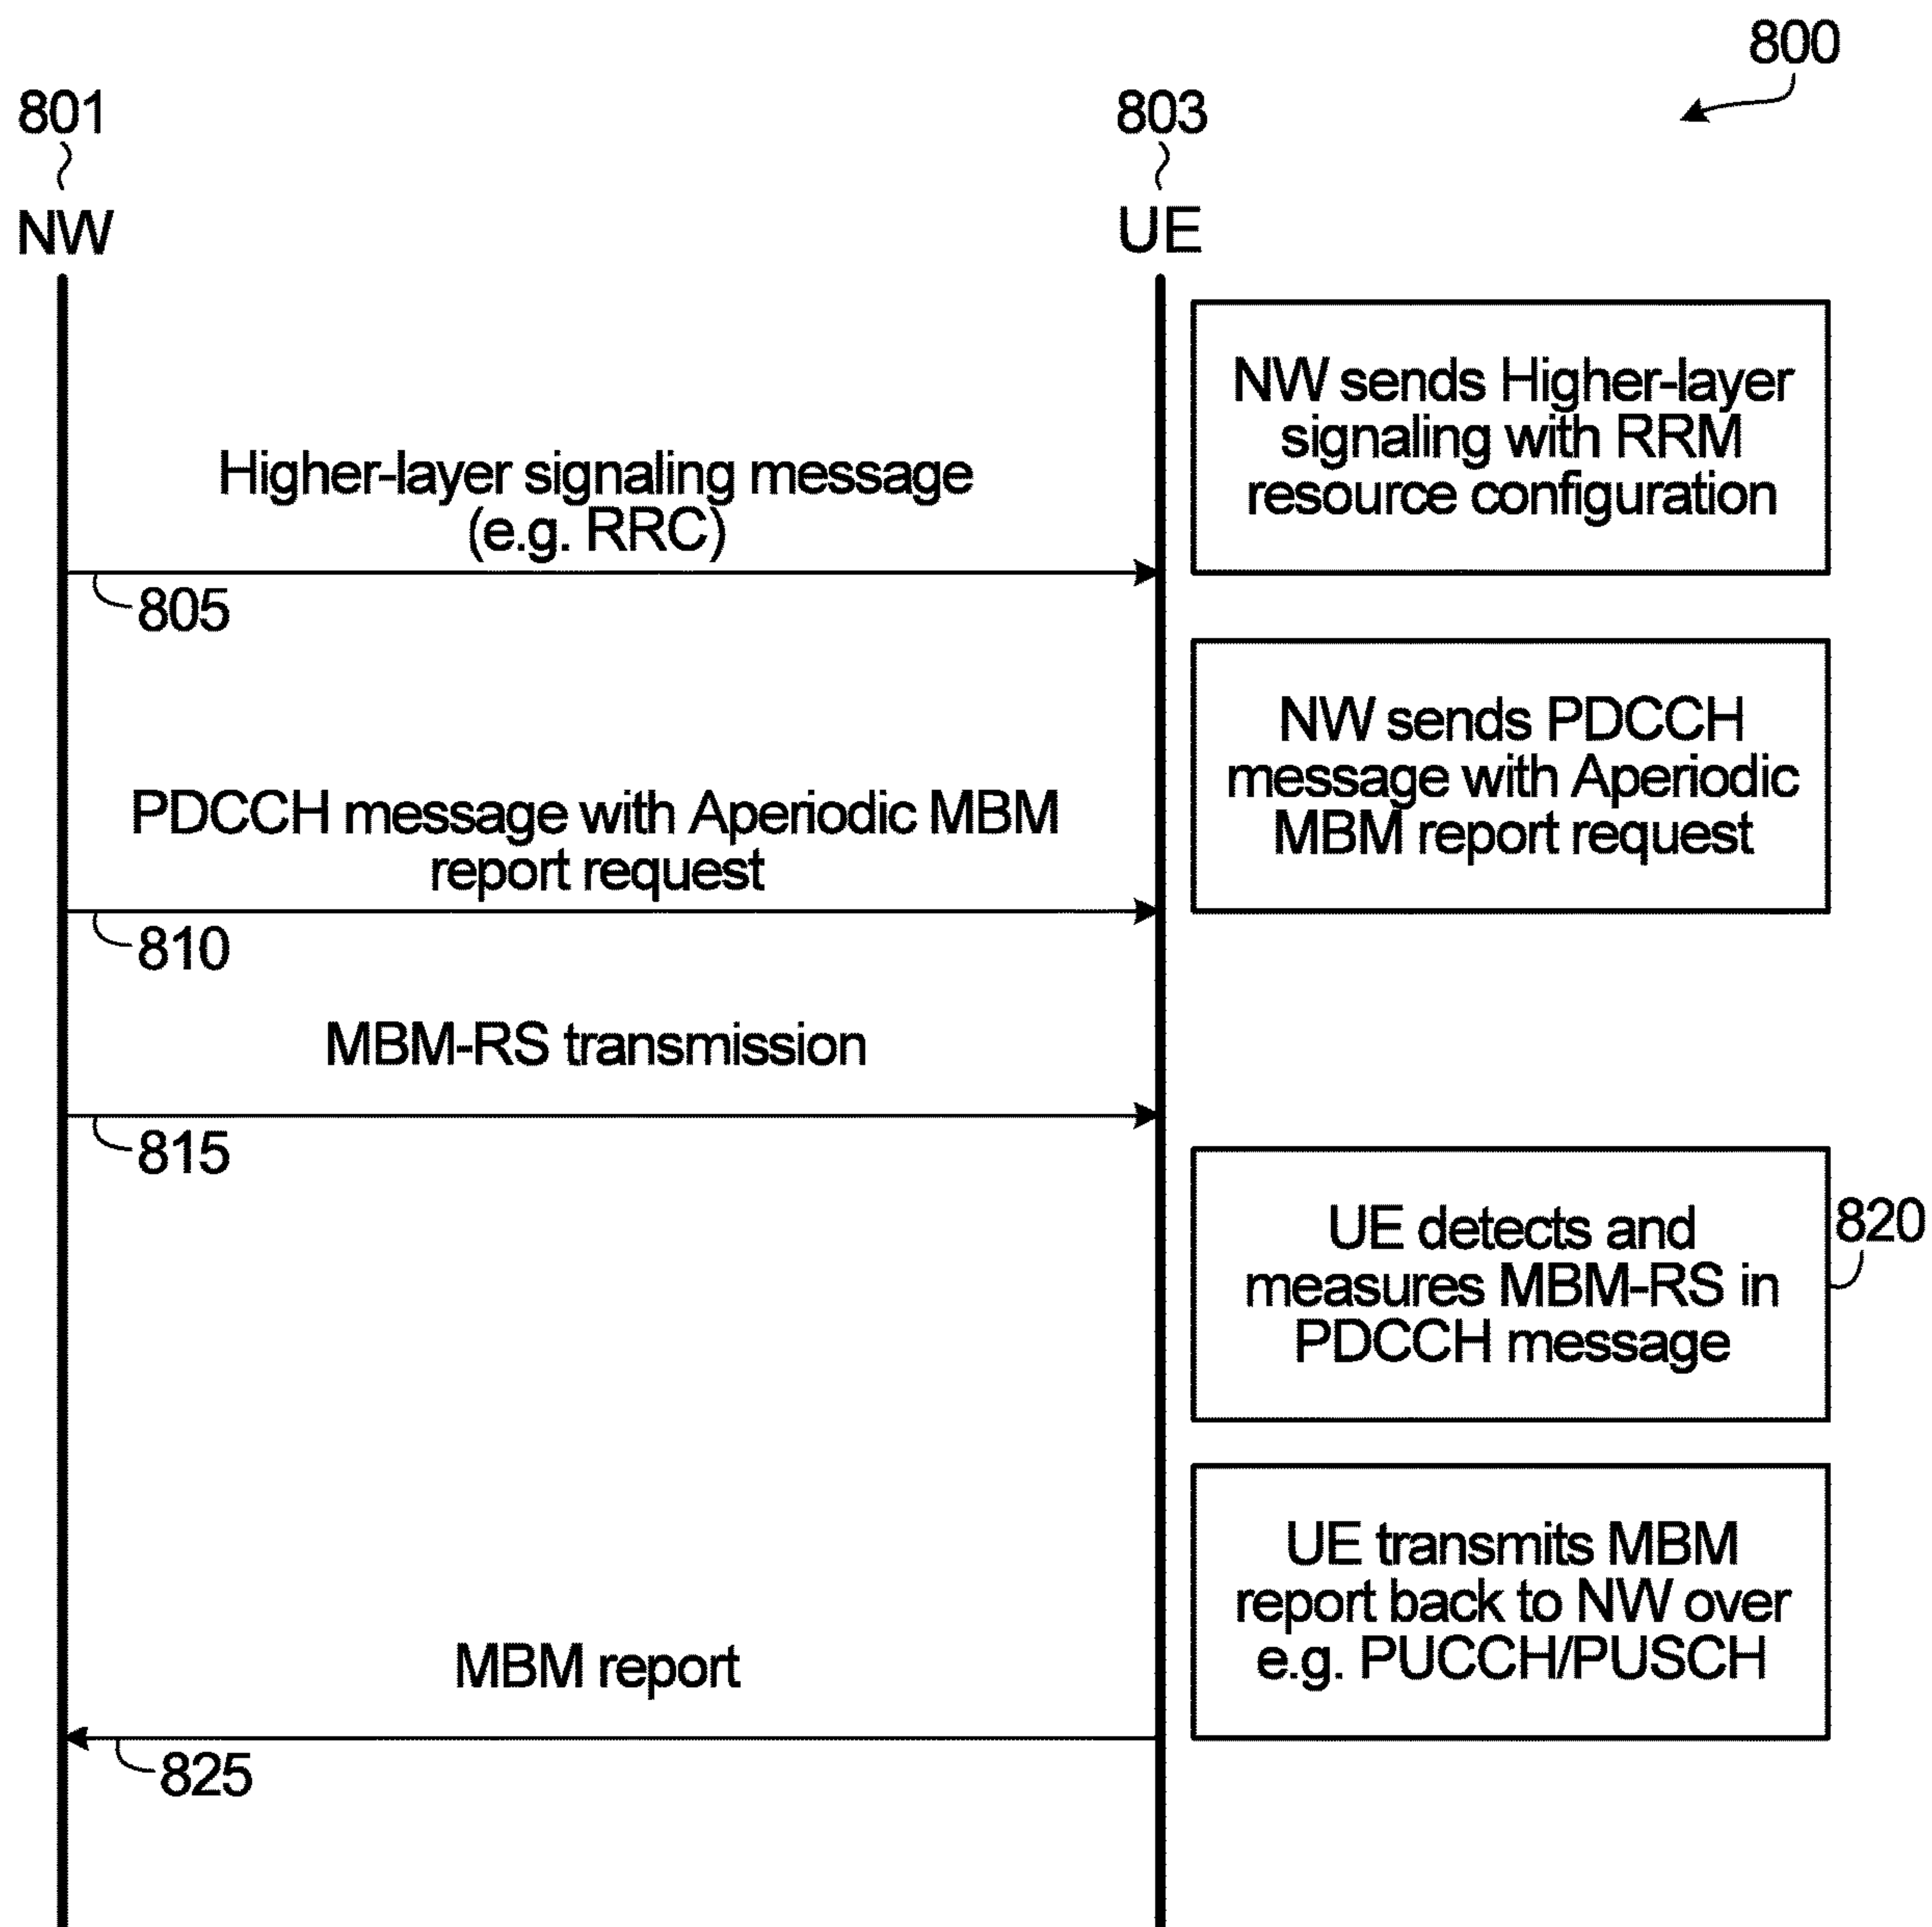 800
801
803
NW
UE
NW sends Higher-layer
signaling with RRM
resource configuration
Higher-layer signaling message
(e.g. RRC)
805
NW sends PDCCH
message with Aperiodic
MBM report request
PDCCH message with Aperiodic MBM
report request
810
MBM-RS transmission
815
UE detects and
measures MBM-RS in
PDCCH message
820
UE transmits MBM
report back to NW over
e.g. PUCCH/PUSCH
MBM report
825